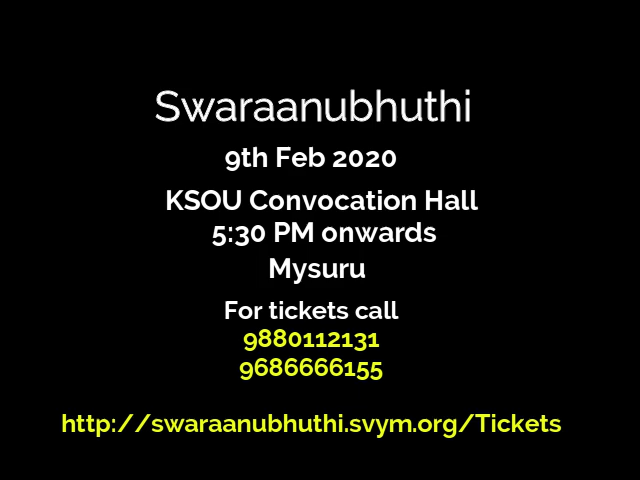 Swaraanubhuthi
9th Feb 2020
KSOU Convocation Hall
5:30 PM onwards
Mysuru
For tickets call
9880112131
9686666155
http://swaraanubhuthi.svym.org/Tickets